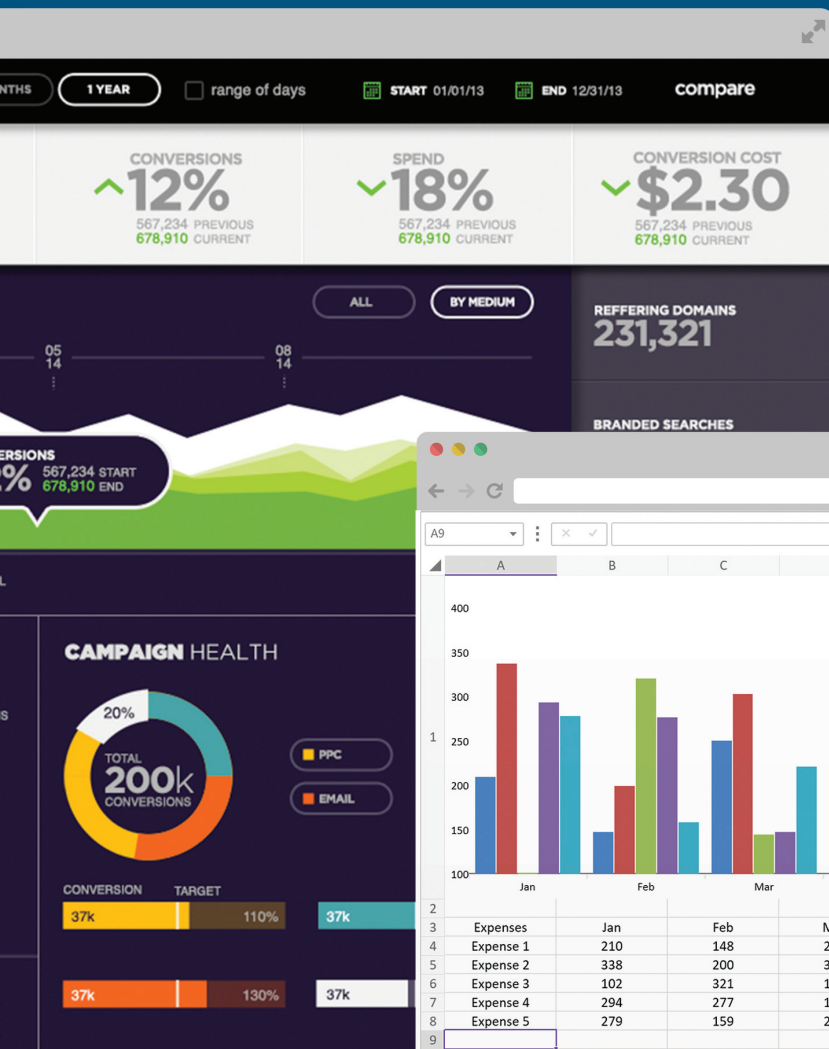 NTHS 1 YEAR range of days START 01/01/13 END 12/31/13 compare
CONVERSIONS
12%
567,234 PREVIOUS
678,910 CURRENT
SPEND
18%
567,234 PREVIOUS
678,910 CURRENT
CONVERSION COST
$2.30
567,234 PREVIOUS
678,910 CURRENT
ALL BY MEDIUM
05
14
08
14
REFFERING DOMAINS
231,321
BRANDED SEARCHES
ERSIONS
% 567,234 START
678,910 END
L
S
CAMPAIGN HEALTH
20%
TOTAL
200k
CONVERSIONS
PPC
EMAIL
CONVERSION TARGET
37k 110% 37k
37k 130% 37k
A9
A B C
400
350
300
1
250
200
150
100
Jan Feb Mar
2
3 Expenses Jan Feb M
4 Expense 1 210 148 2
5 Expense 2 338 200 3
6 Expense 3 102 321 1
7 Expense 4 294 277 1
8 Expense 5 279 159 2
9